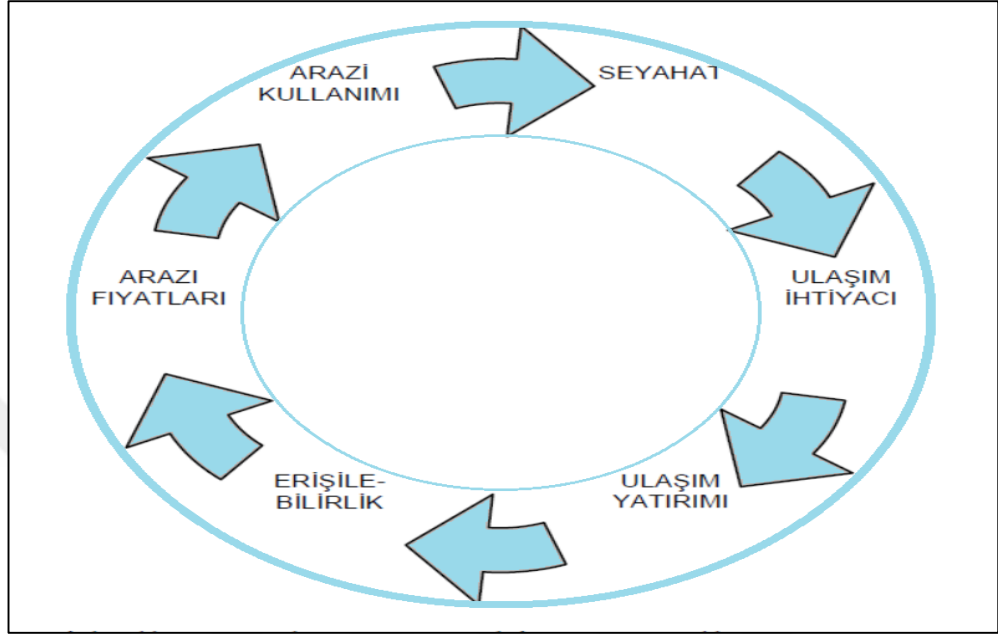 ARAZİ
KULLANIMI
SEYAHAT
ULAŞIM
İHTİYACI
ULAŞIM
YATIRIMI
ERİŞİLE-
BİLİRLİK
ARAZI
FIYATLARI